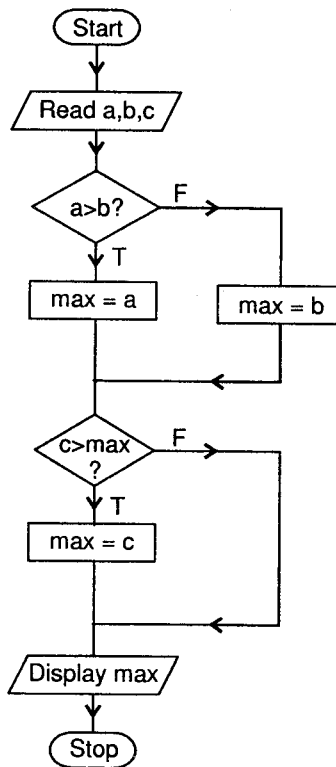 Start
Read a,b,c
a>b?
F
T
max = a
max = b
c>max
?
F
T
max = c
Display max
Stop